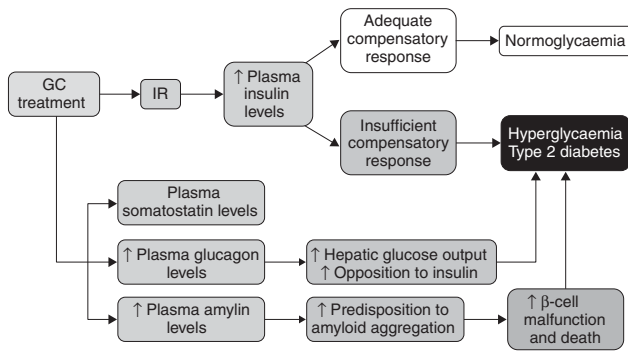 Adequate
compensatory
response
Normoglycaemia
GC
treatment
IR
↑ Plasma
insulin
levels
Insufficient
compensatory
response
Hyperglycaemia
Type 2 diabetes
Plasma
somatostatin levels
↑ Plasma glucagon
levels
↑ Hepatic glucose output
↑ Opposition to insulin
↑ Plasma amylin
levels
↑ Predisposition to
amyloid aggregation
↑ β-cell
malfunction
and death